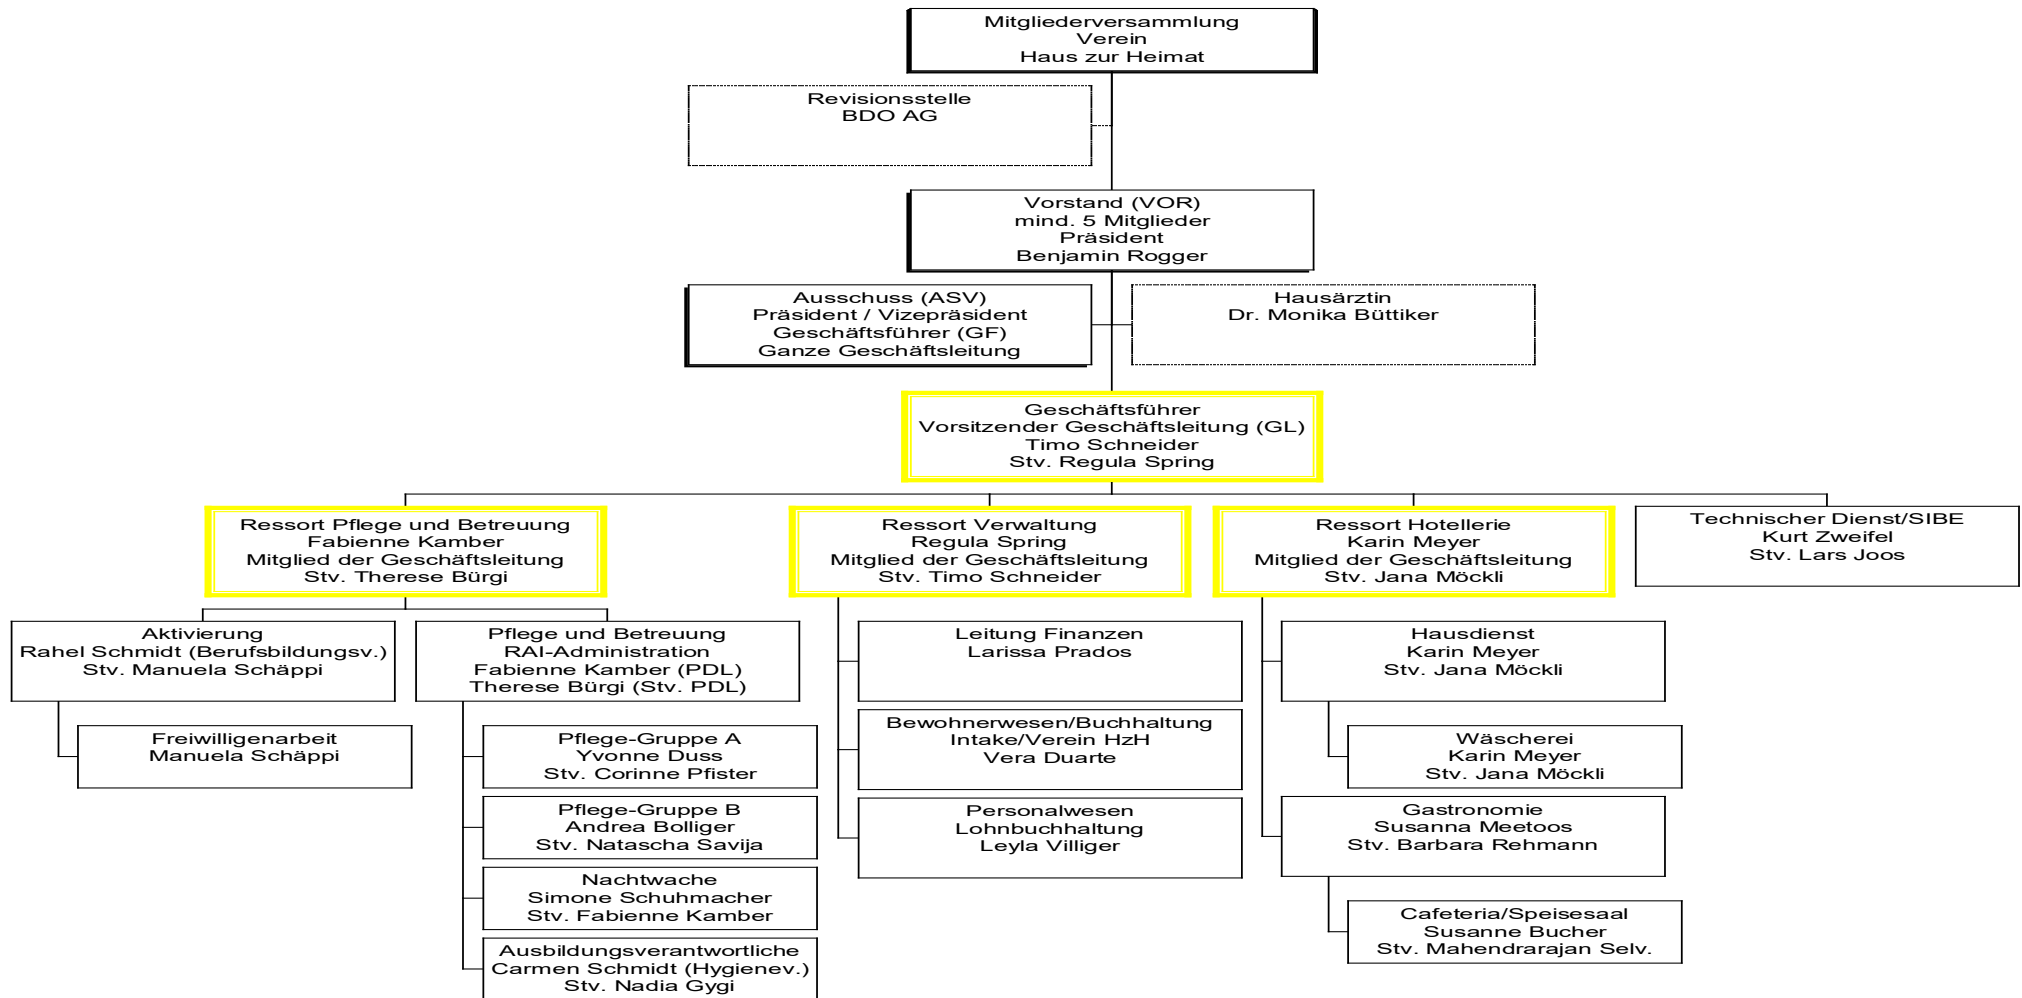 Mitgliederversammlung
Verein
Haus zur Heimat
Revisionsstelle
BDO AG
Vorstand (VOR)
mind. 5 Mitglieder
Präsident
Benjamin Rogger
Ausschuss (ASV)
Präsident / Vizepräsident
Geschäftsführer (GF)
Ganze Geschäftsleitung
Hausärztin
Dr. Monika Büttiker
Geschäftsführer
Vorsitzender Geschäftsleitung (GL)
Timo Schneider
Stv. Regula Spring
Ressort Pflege und Betreuung
Fabienne Kamber
Mitglied der Geschäftsleitung
Stv. Therese Bürgi
Ressort Verwaltung
Regula Spring
Mitglied der Geschäftsleitung
Stv. Timo Schneider
Ressort Hotellerie
Karin Meyer
Mitglied der Geschäftsleitung
Stv. Jana Möckli
Technischer Dienst/SIBE
Kurt Zweifel
Stv. Lars Joos
Aktivierung
Rahel Schmidt (Berufsbildungsv.)
Stv. Manuela Schäppi
Freiwilligenarbeit
Manuela Schäppi
Pflege und Betreuung
RAI-Administration
Fabienne Kamber (PDL)
Therese Bürgi (Stv. PDL)
Pflege-Gruppe A
Yvonne Duss
Stv. Corinne Pfister
Pflege-Gruppe B
Andrea Bolliger
Stv. Natascha Savija
Nachtwache
Simone Schuhmacher
Stv. Fabienne Kamber
Ausbildungsverantwortliche
Carmen Schmidt (Hygienev.)
Stv. Nadia Gygi
Leitung Finanzen
Larissa Prados
Bewohnerwesen/Buchhaltung
Intake/Verein HzH
Vera Duarte
Personalwesen
Lohnbuchhaltung
Leyla Villiger
Hausdienst
Karin Meyer
Stv. Jana Möckli
Wäscherei
Karin Meyer
Stv. Jana Möckli
Gastronomie
Susanna Meetoos
Stv. Barbara Rehmann
Cafeteria/Speisesaal
Susanne Bucher
Stv. Mahendrarajan Selv.